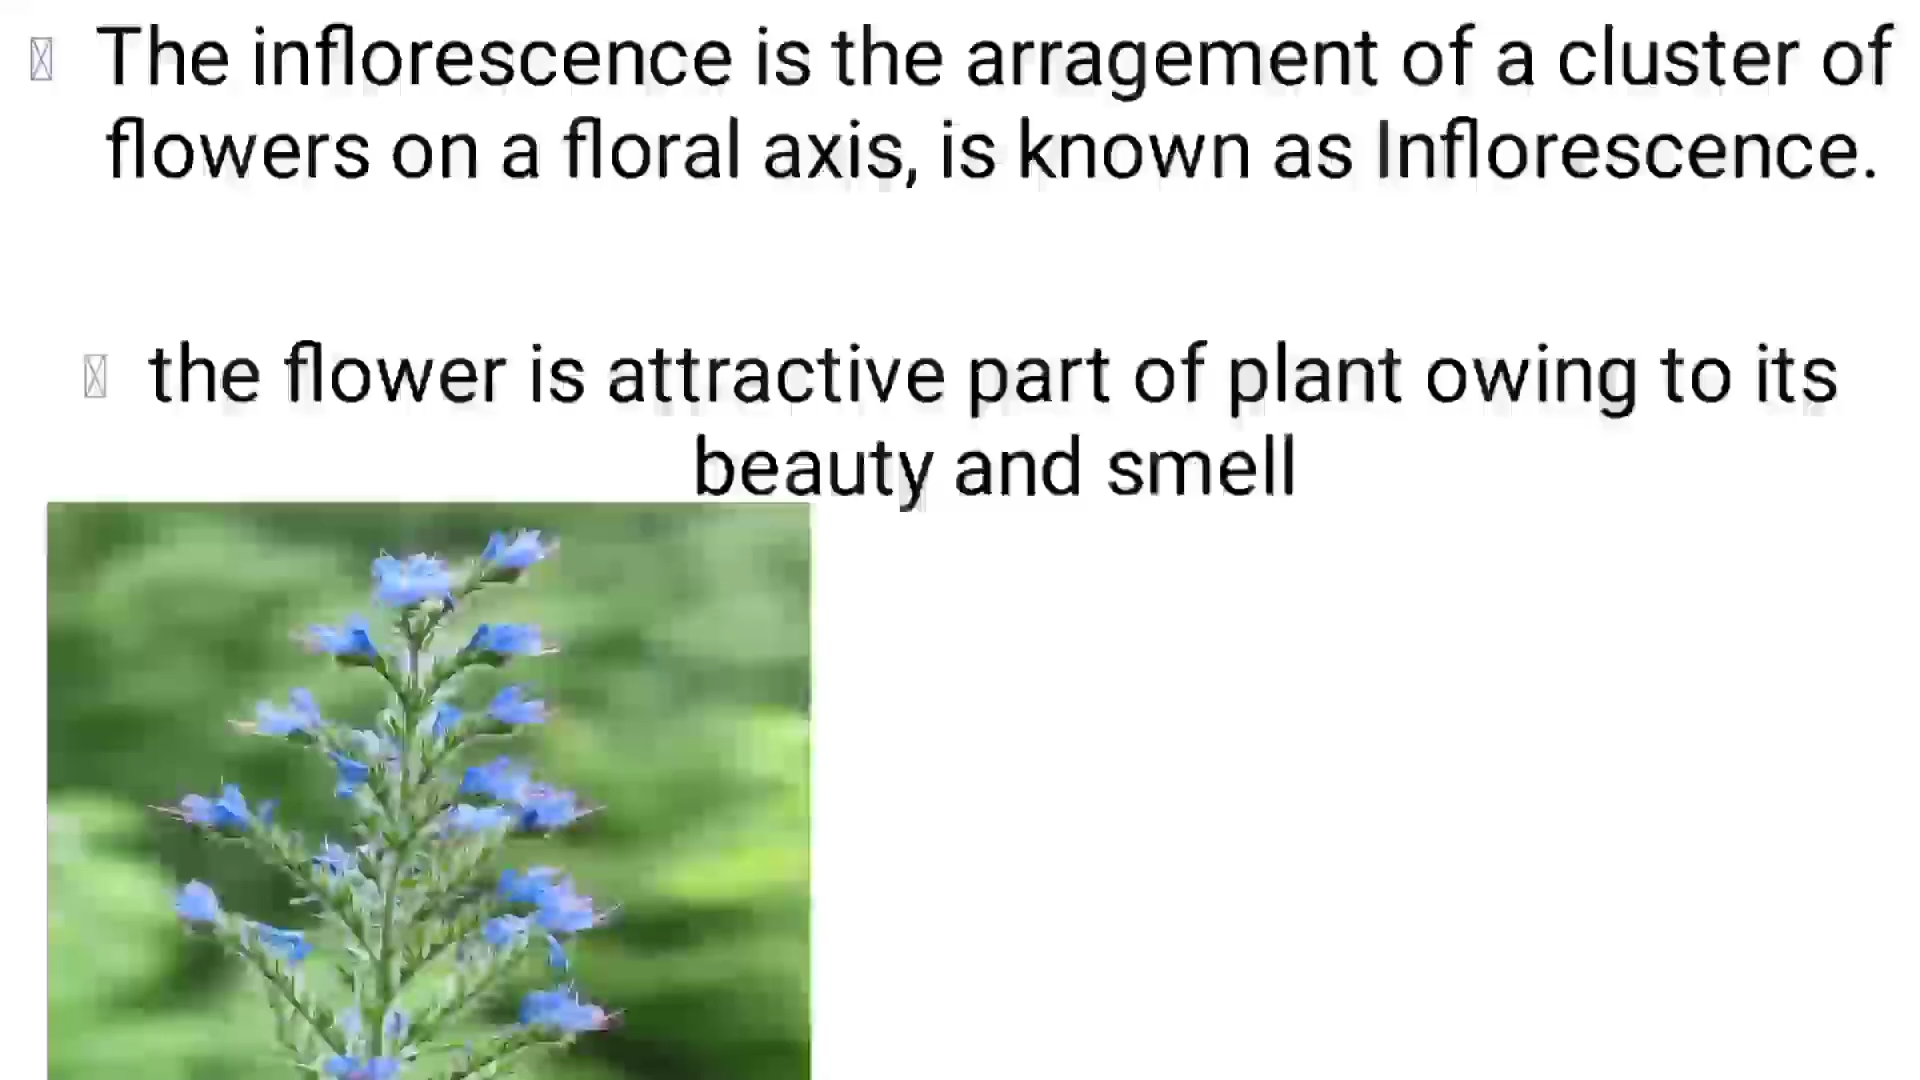 The inflorescence is the arragement of a cluster of
flowers on a floral axis, is known as Inflorescence.
the flower is attractive part of plant owing to its
beauty and smell